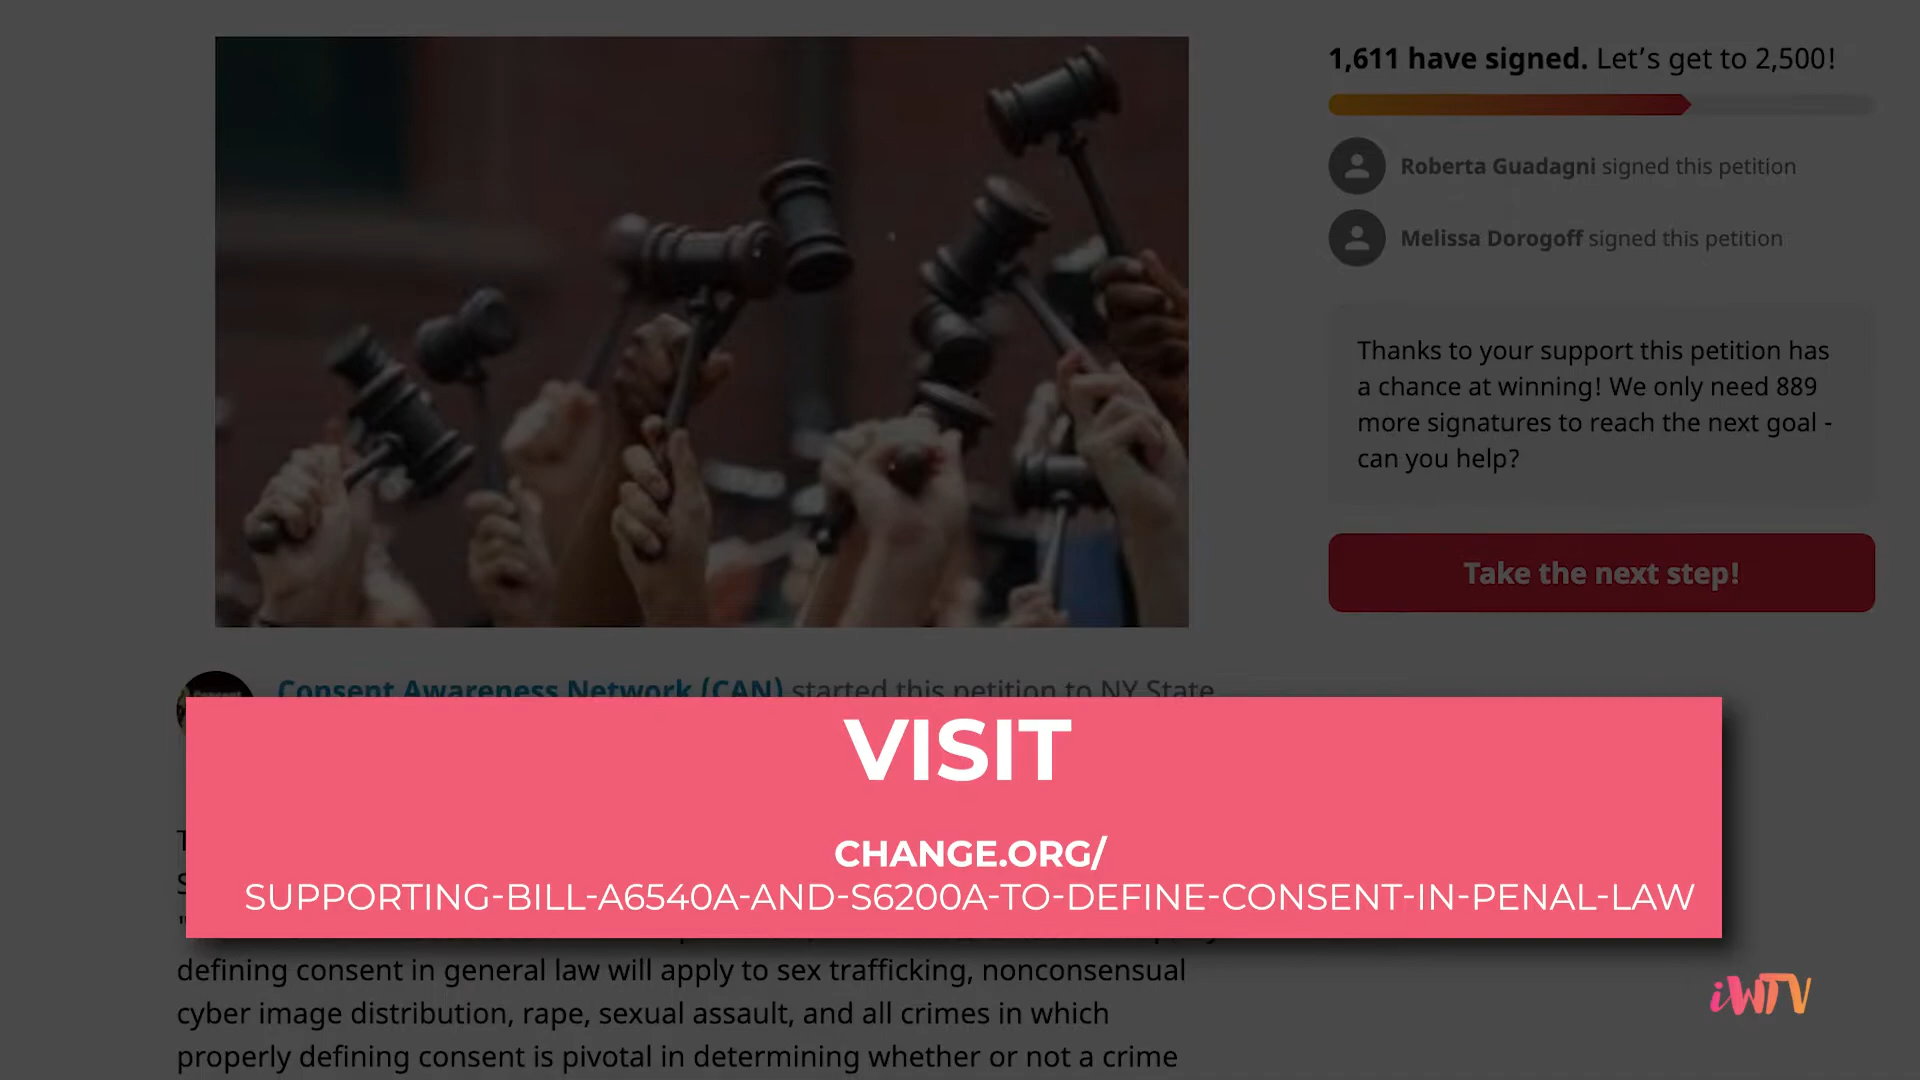 1,611 have signed. Let's get to 2,500!
Roberta Guadagni signed this petition
Melissa Dorogoff signed this petition
Thanks to your support this petition has
a chance at winning! We only need 889
more signatures to reach the next goal -
can you help?
Take the next step!
Consent Awareness Network (CAN) started this petition to NY State
VISIT
CHANGE.ORG/
SUPPORTING-BILL-A6540A-AND-S6200A-TO-DEFINE-CONSENT-IN-PENAL-LAW
defining consent in general law will apply to sex trafficking, nonconsensual
cyber image distribution, rape, sexual assault, and all crimes in which
properly defining consent is pivotal in determining whether or not a crime
iWTV